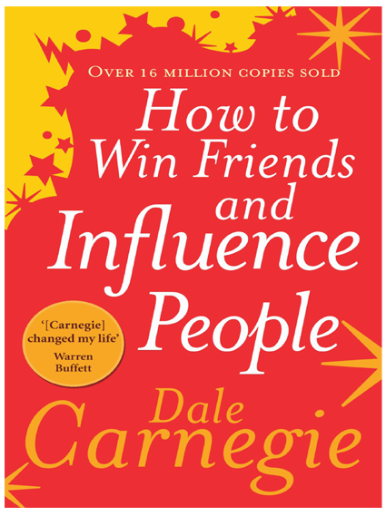 OVER 16 MILLION COPIES SOLD
How to
Win Friends
and
Influence
People
‘[Carnegie]
changed my life’
Warren
Buffett
Dale
Carnegie